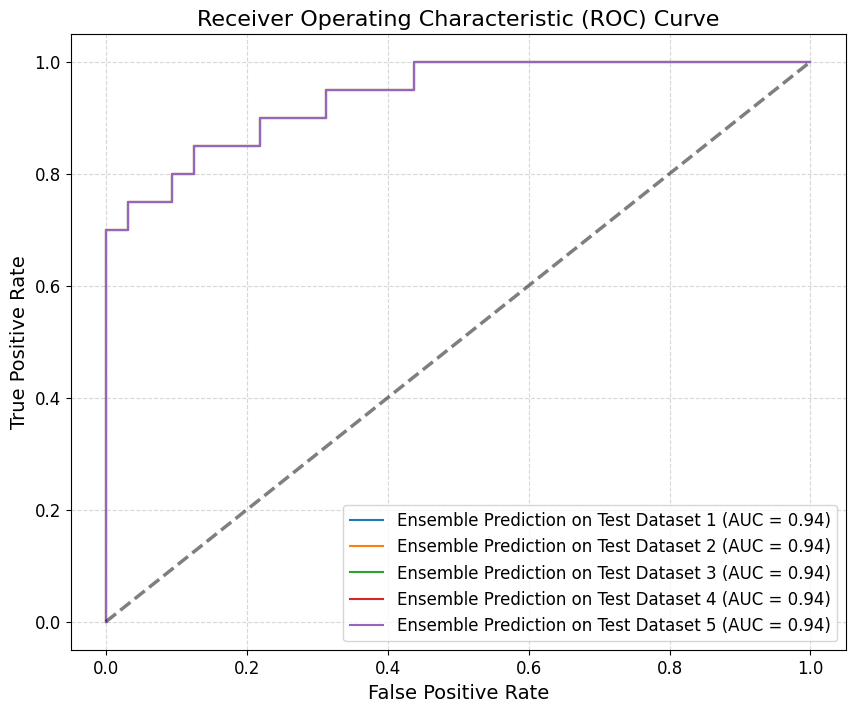 Receiver Operating Characteristic (ROC) Curve
True Positive Rate
1.0
0.8
0.6
0.4
0.2
0.0
Ensemble Prediction on Test Dataset 1 (AUC = 0.94)
Ensemble Prediction on Test Dataset 2 (AUC = 0.94)
Ensemble Prediction on Test Dataset 3 (AUC = 0.94)
Ensemble Prediction on Test Dataset 4 (AUC = 0.94)
Ensemble Prediction on Test Dataset 5 (AUC = 0.94)
0.0 0.2 0.4 0.6 0.8 1.0
False Positive Rate